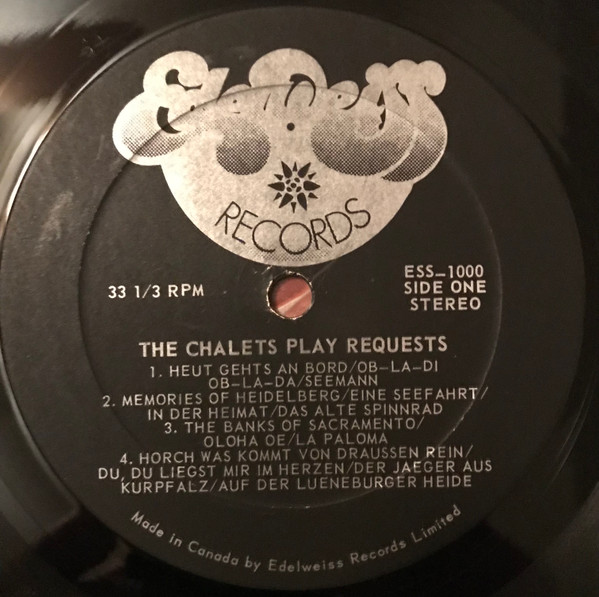 RECORDS
33 1/3 RPM
ESS-1000
SIDE ONE
STEREO
THE CHALETS PLAY REQUESTS
1. HEUT GEHTS AN BORD/OB-LA-DI
OB-LA-DA/SEEMANN
2. MEMORIES OF HEIDELBERG/EINE SEEFAHRT/
IN DER HEIMAT/DAS ALTE SPINNRAD
3. THE BANKS OF SACRAMENTO/
OLOHA OE/LA PALOMA
4. HORCH WAS KOMMT VON DRAUSSEN REIN/
DU, DU LIEGST MIR IM HERZEN/DER JAEGER AUS
KURPFALZ/AUF DER LUENEBURGER HEIDE
Made in Canada by Edelweiss Records Limited